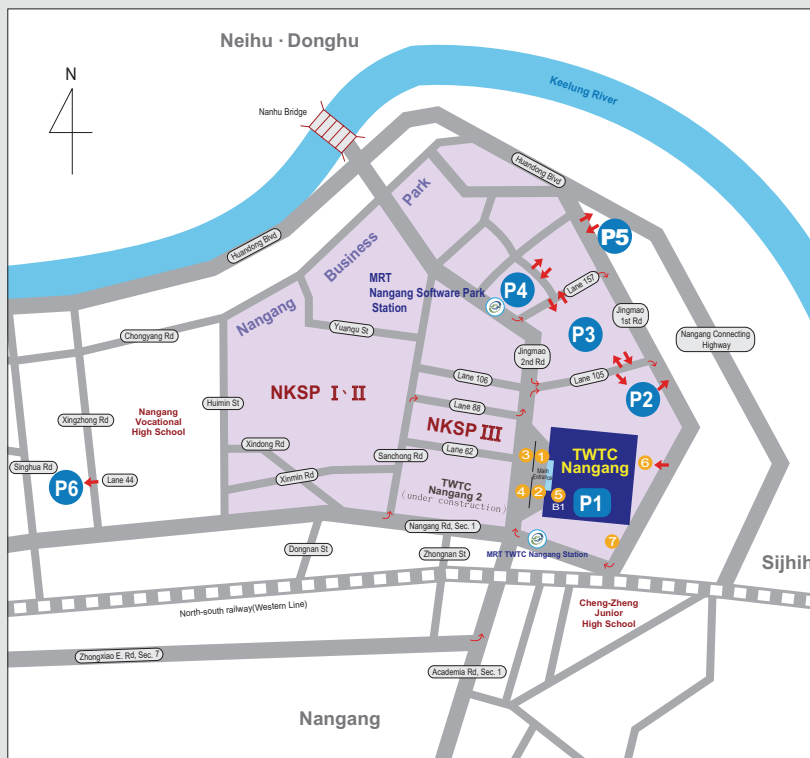 Neihu · Donghu
N
Keelung River
Nanhu Bridge
Huandong Blvd
Park
P5
Huandong Blvd
Business
MRT
Nangang Software Park
Station
P4
Lane 157
Nangang
Jingmao
1st Rd
Chongyang Rd
Yuanqu St
P3
Nangang Connecting
Highway
Jingmao
2nd Rd
Lane 106
Lane 105
NKSP I、II
Huimin St
P2
Xingzhong Rd
Nangang
Vocational
High School
Lane 88
NKSP III
Xindong Rd
Sanchong Rd
Lane 62
3
1
TWTC
Nangang
6
Singhua Rd
Lane 44
P6
Xinmin Rd
Main
Entrance
TWTC
Nangang 2
(under construction)
4
2
5
B1
P1
Nangang Rd, Sec. 1
7
Dongnan St
Zhongnan St
MRT TWTC Nangang Station
Sijhih
North-south railway(Western Line)
Cheng-Zheng
Junior
High School
Zhongxiao E. Rd, Sec. 7
Academia Rd, Sec. 1
Nangang